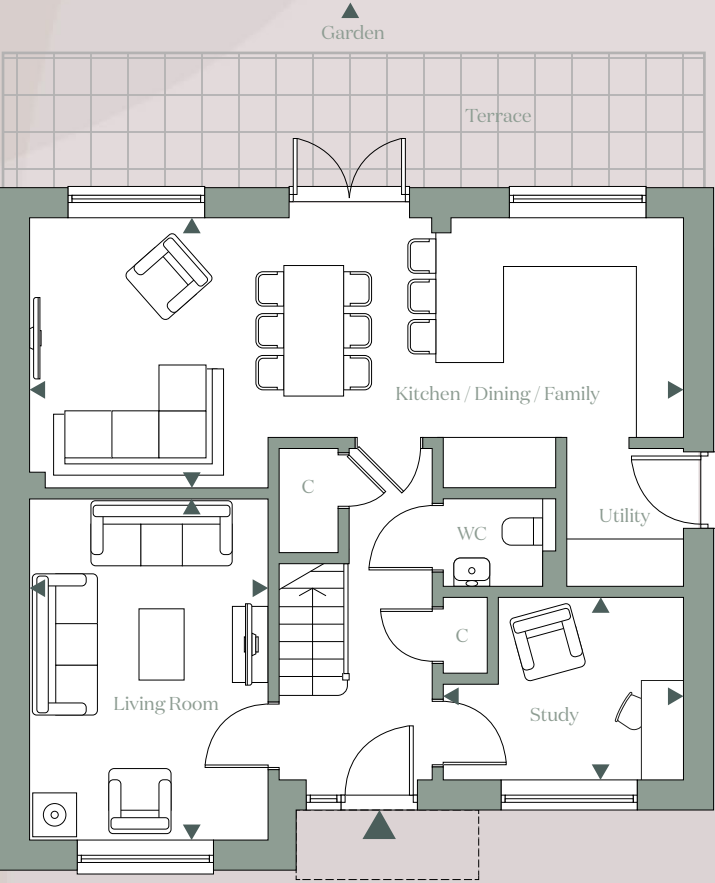 Garden
Terrace
Kitchen / Dining / Family
C
WC
Utility
C
Living Room
Study